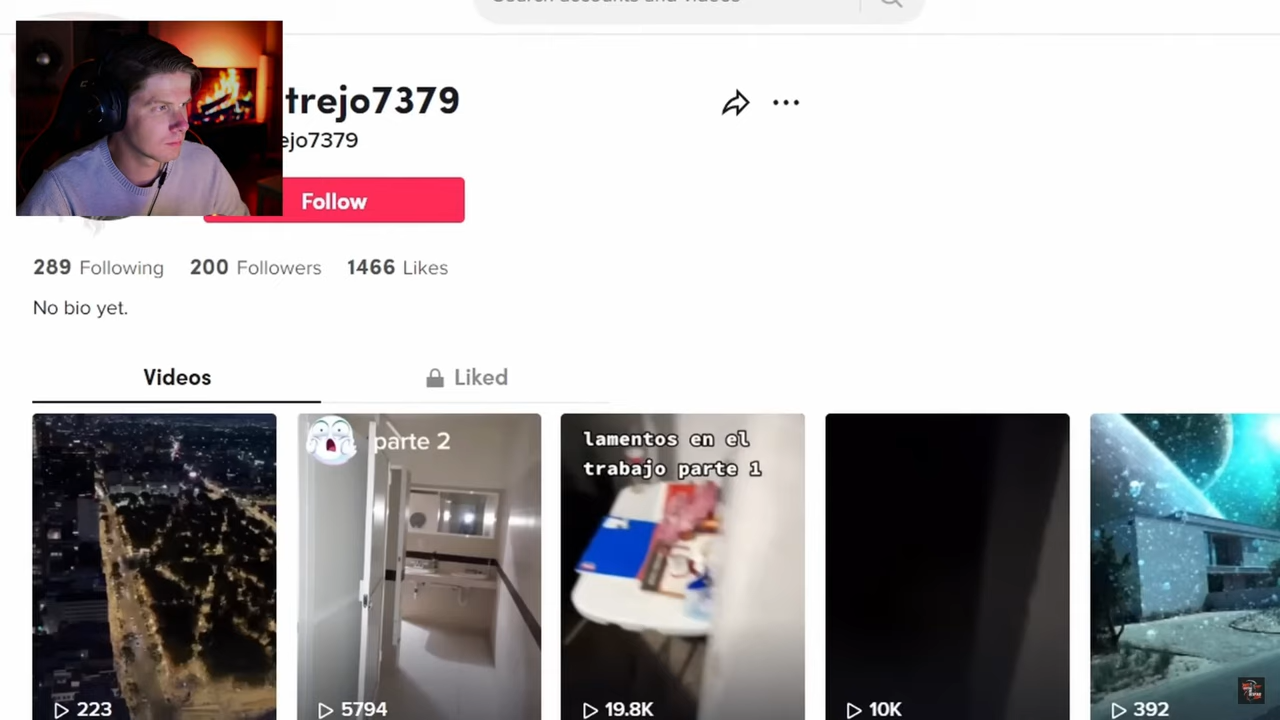 trejo7379
ejo7379
Follow
289 Following 200 Followers 1466 Likes
No bio yet.
Videos
Liked
parte 2
lamentos en el
trabajo parte 1
223
5794
19.8K
10K
392